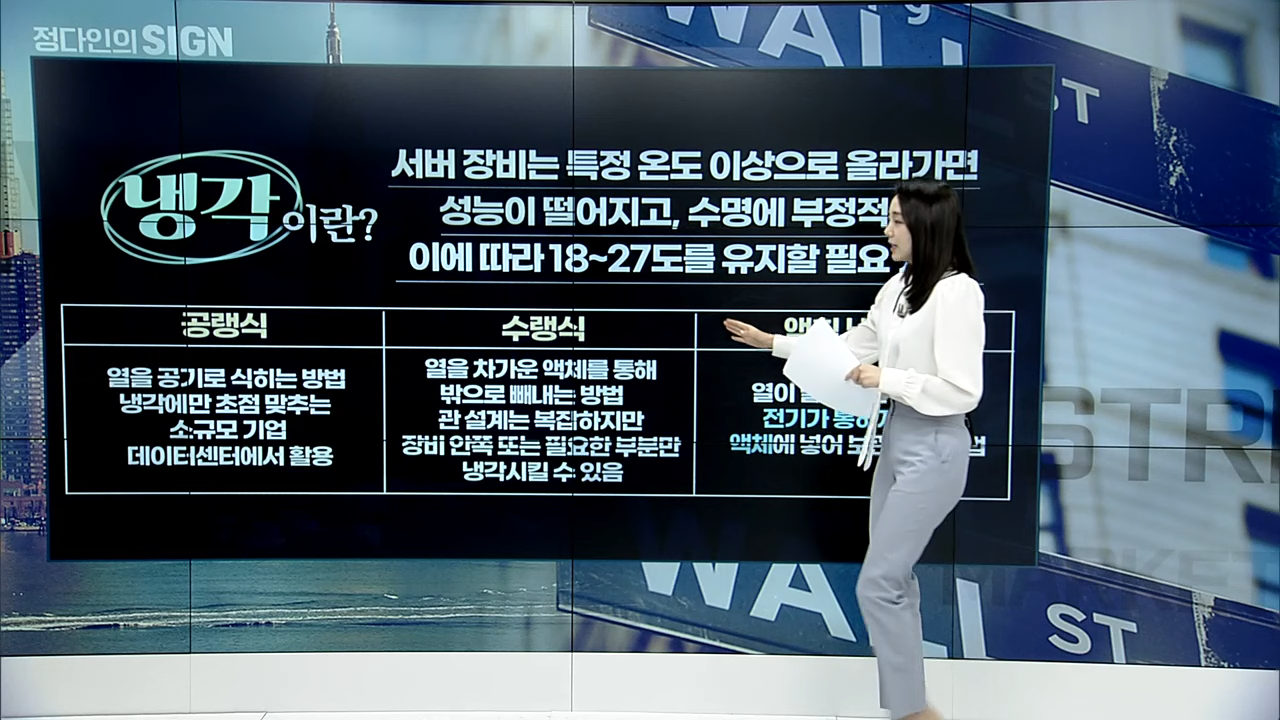 정다인의 SIGN
WALL
ST
냉각이란?
서버 장비는 특정 온도 이상으로 올라가면
성능이 떨어지고, 수명에 부정적
이에 따라 18~27도를 유지할 필요
공랭식
열을 공기로 식히는 방법
냉각에만 초점 맞추는
소규모 기업
데이터센터에서 활용
수랭식
열을 차가운 액체를 통해
밖으로 빼내는 방법
관 설계는 복잡하지만
장비 안쪽 또는 필요한 부분만
냉각시킬 수 있음
열이
전기가
액체에 넣어
STR
MARKET
WALL
ST